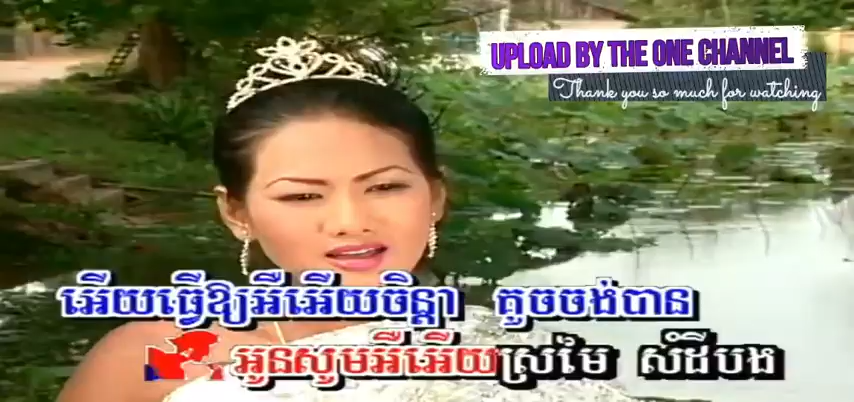 UPLOAD BY THE ONE CHANNEL
Thank you so much for watching
អើយធ្វើឱ្យអឺអើយចិន្តា គួចចង់បាន
អូនសូមអឺអើយស្រមៃ សំដីបង